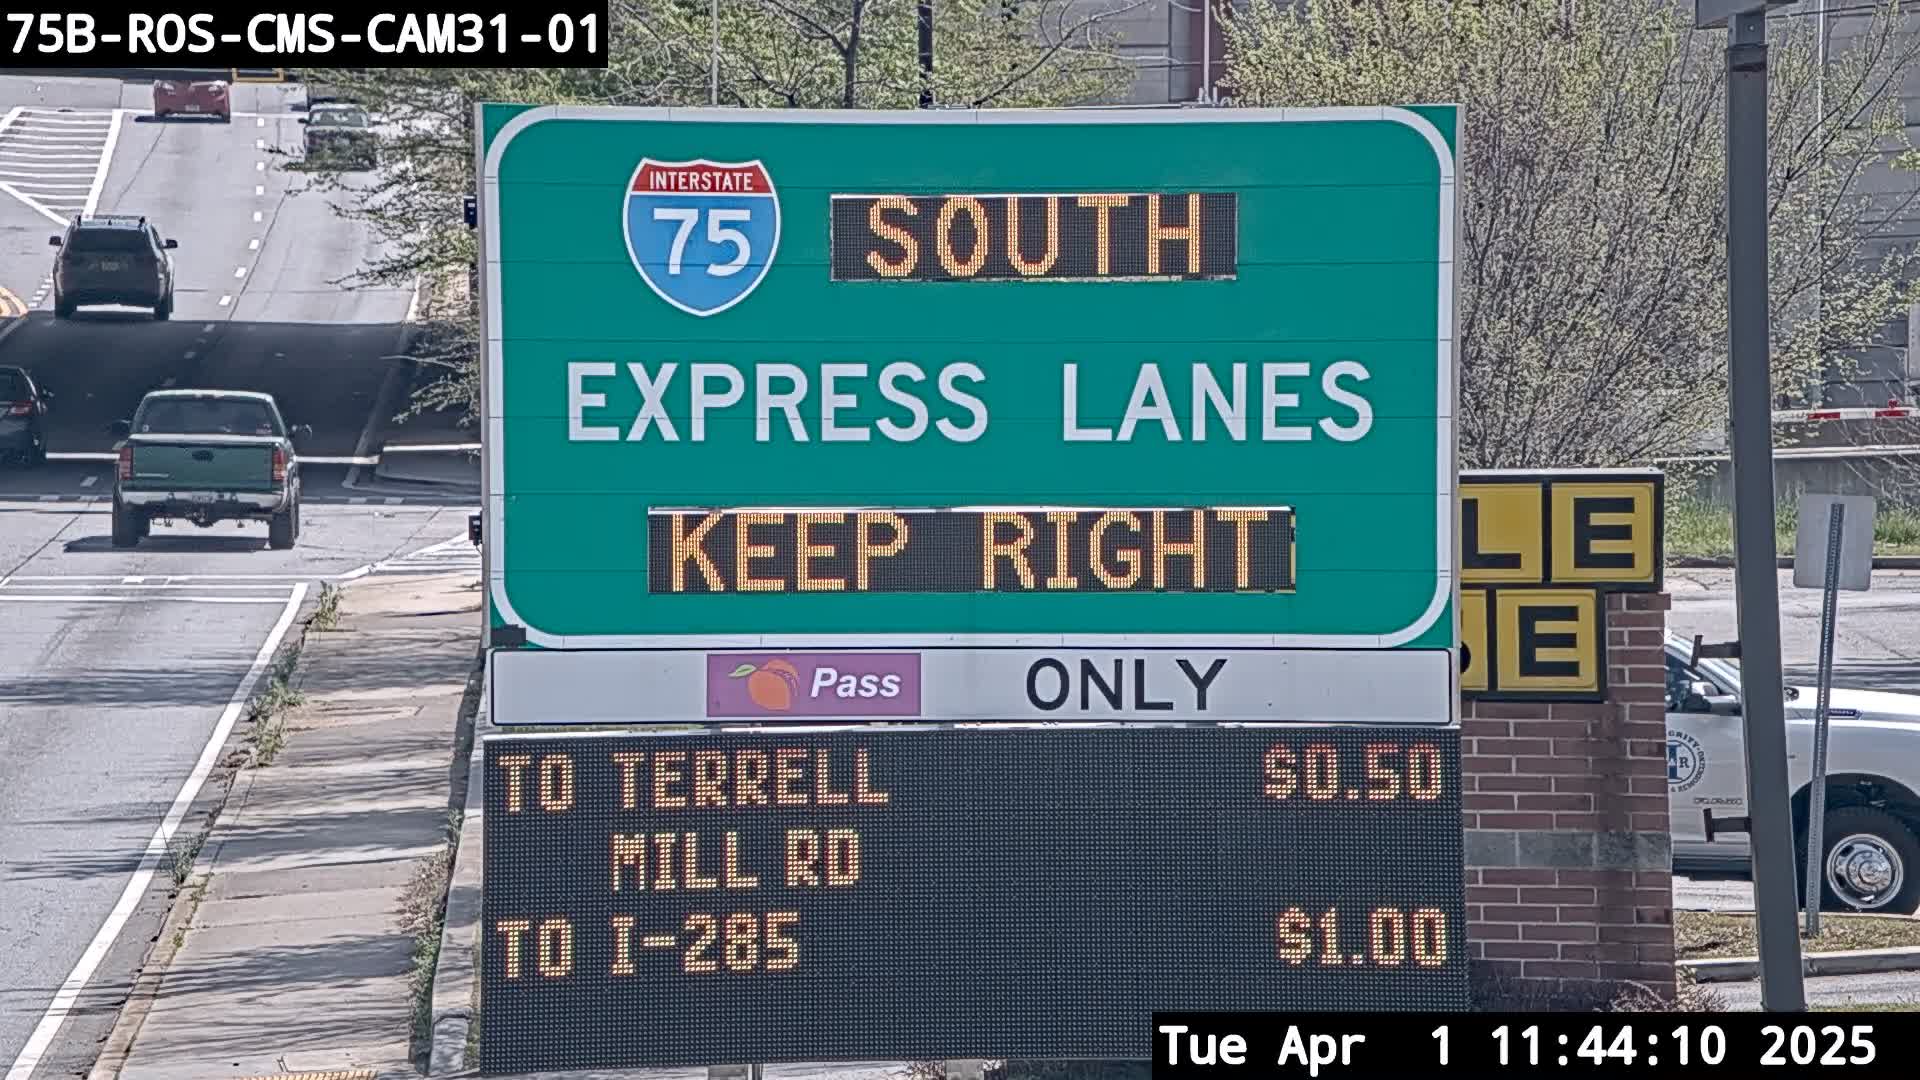 75B-ROS-CMS-CAM31-01
INTERSTATE
75
SOUTH
EXPRESS LANES
KEEP RIGHT
Pass ONLY
TO TERRELL $0.50
MILL RD
TO I-285 $1.00
LE
E
Tue Apr 1 11:44:10 2025